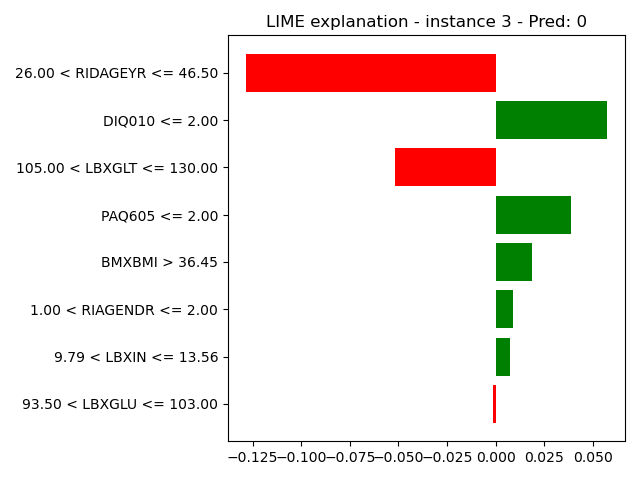 LIME explanation - instance 3 - Pred: 0
26.00 < RIDAGEYR <= 46.50
DIQ010 <= 2.00
105.00 < LBXGLT <= 130.00
PAQ605 <= 2.00
BMXBMI > 36.45
1.00 < RIAGENDR <= 2.00
9.79 < LBXIN <= 13.56
93.50 < LBXGLU <= 103.00
−0.125 −0.100 −0.075 −0.050 −0.025 0.000 0.025 0.050